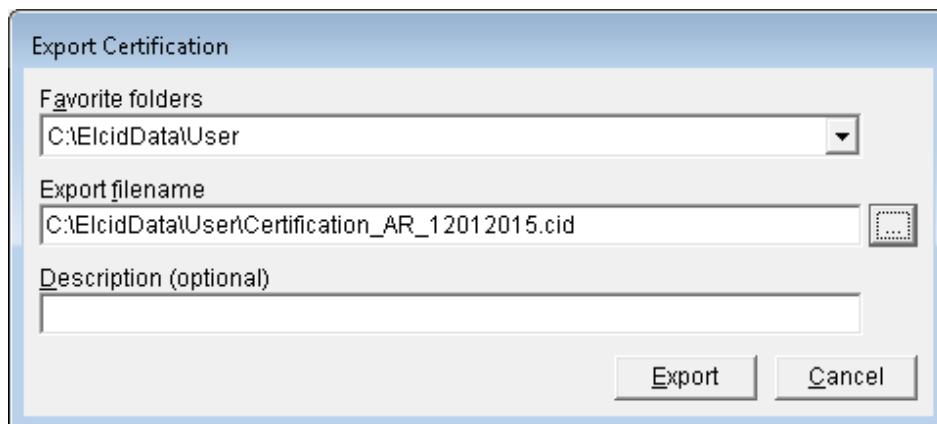 Export Certification
Favorite folders
C:\ElcidData\User
Export filename
C:\ElcidData\User\Certification_AR_12012015.cid
...
Description (optional)
Export
Cancel